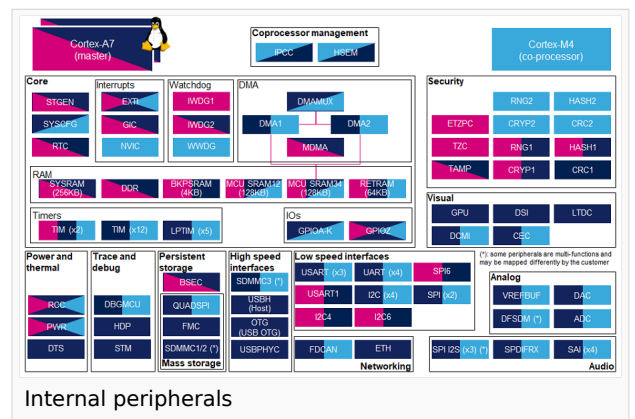 Cortex-A7
(master)
Coprocessor management
IPCC
HSEM
Cortex-M4
(co-processor)
Core
STGEN
SYSCFG
RTC
Interrupts
EXTI
GIC
NVIC
Watchdog
IWDG1
IWDG2
WWDG
DMA
DMAMUX
DMA1
DMA2
MDMA
Security
RNG2
HASH2
ETZPC
CRYP2
CRC2
TZC
RNG1
HASH1
TAMP
CRYP1
CRC1
RAM
SYSRAM
(256KB)
DDR
BKPSRAM
(4KB)
MCU SRAM12
(128KB)
MCU SRAM34
(128KB)
RETRAM
(64KB)
Timers
TIM (x2)
TIM (x12)
LPTIM (x5)
IOs
GPIOA-K
GPIOZ
Visual
GPU
DSI
LTDC
DCMI
CEC
(*): some peripherals are multi-functions and
may be mapped differently by the customer
Power and
thermal
RCC
PWR
DTS
Trace and
debug
DBGMCU
HDP
STM
Persistent
storage
BSEC
QUADSPI
FMC
SDMMC1/2 (*)
Mass storage
High speed
interfaces
SDMMC3 (*)
USBH
(Host)
OTG
(USB OTG)
USBPHYC
Low speed interfaces
USART (x3)
UART (x4)
SPI6
USART1
I2C (x4)
SPI (x2)
I2C4
I2C6
FDCAN
ETH
Networking
Analog
VREFBUF
DAC
DFSDM (*)
ADC
SPI I2S (x3) (*)
SPDIFRX
SAI (x4)
Audio
Internal peripherals